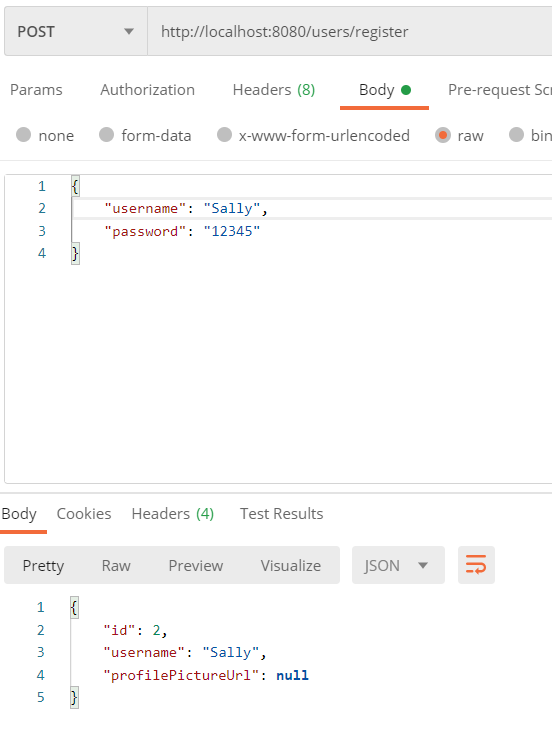 POST http://localhost:8080/users/register
Params Authorization Headers (8) Body Pre-request
none form-data x-www-form-urlencoded raw
1 {
2 "username": "Sally",
3 "password": "12345"
4 }
Body Cookies Headers (4) Test Results
Pretty Raw Preview Visualize JSON
1 {
2 "id": 2,
3 "username": "Sally",
4 "profilePictureUrl": null
5 }